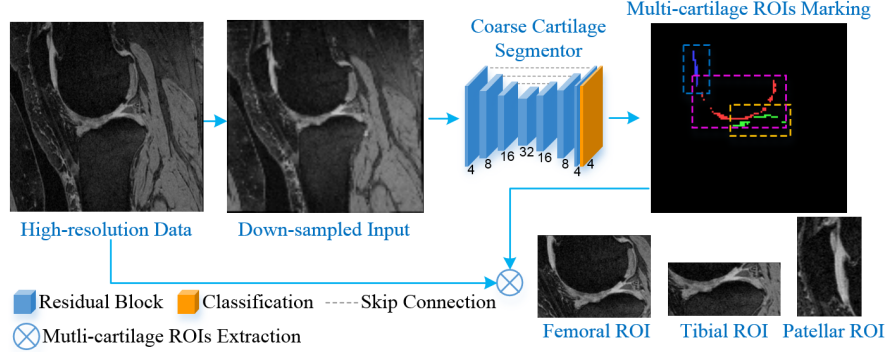 Coarse Cartilage
Segmentor
Multi-cartilage ROIs Marking
4
8
16
32
16
8
4
4
High-resolution Data
Down-sampled Input
Residual Block
Classification
Skip Connection
Mutli-cartilage ROIs Extraction
Femoral ROI
Tibial ROI
Patellar ROI